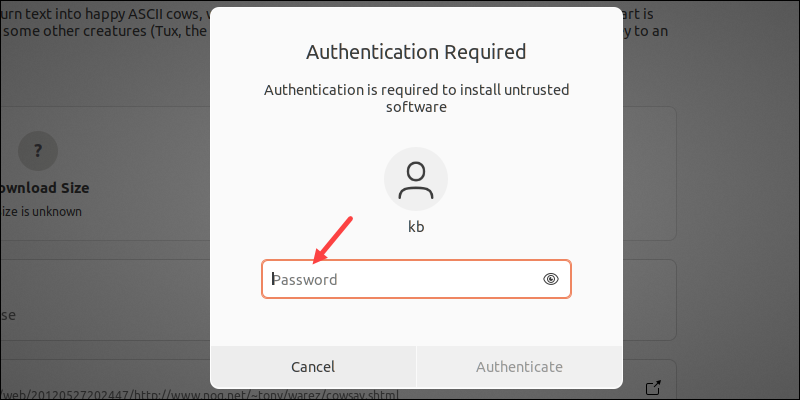 urn text into happy ASCII cows, v
art is
some other creatures (Tux, the
y to an
Authentication Required
Authentication is required to install untrusted
software
?
ownload Size
ize is unknown
kb
Password
se
Cancel
Authenticate
/web/20120527202447/http://www.nog.net/~tony/warez/cowsay.shtml